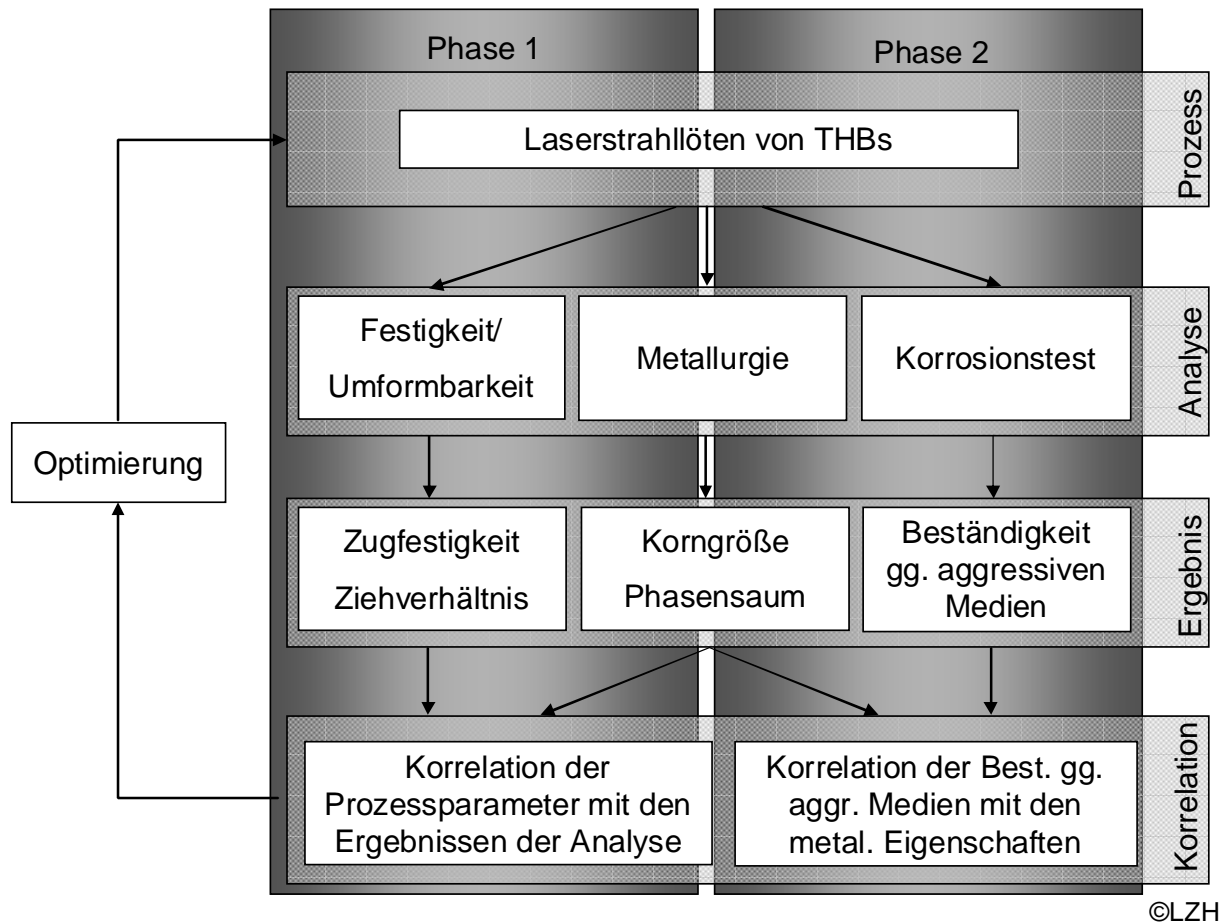 Phase 1
Phase 2
Laserstrahllöten von THBs
Prozess
Festigkeit/
Umformbarkeit
Metallurgie
Korrosionstest
Analyse
Optimierung
Zugfestigkeit
Ziehverhältnis
Korngröße
Phasensaum
Beständigkeit
gg. aggressiven
Medien
Ergebnis
Korrelation der
Prozessparameter mit den
Ergebnissen der Analyse
Korrelation der Best. gg.
aggr. Medien mit den
metal. Eigenschaften
Korrelation
©LZH